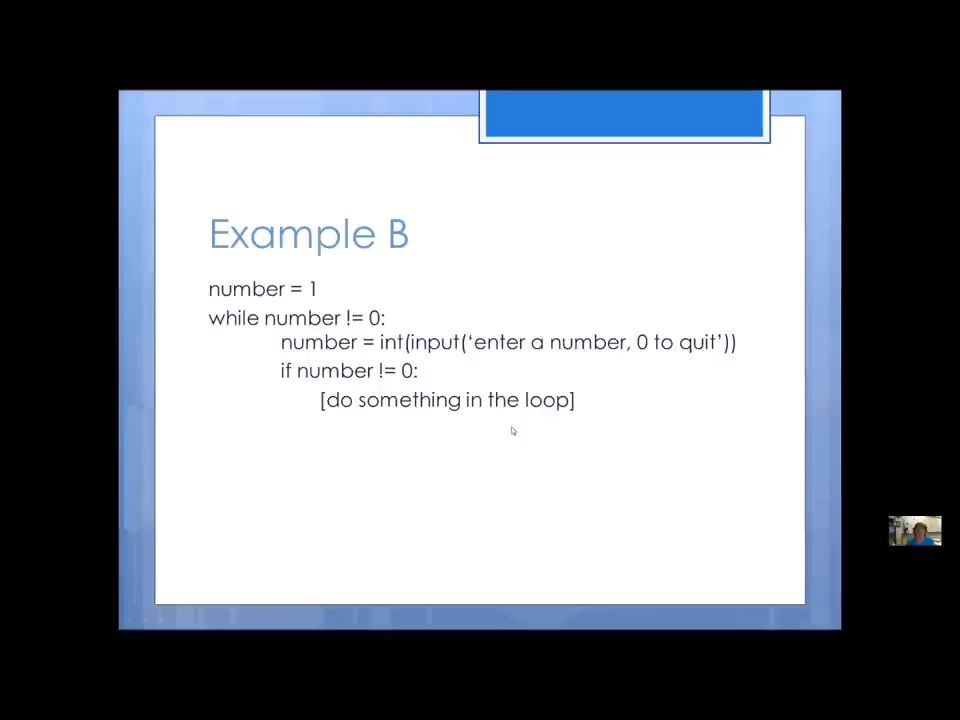 Example B
number = 1
while number != 0:
number = int(input(‘enter a number, 0 to quit’))
if number != 0:
[do something in the loop]